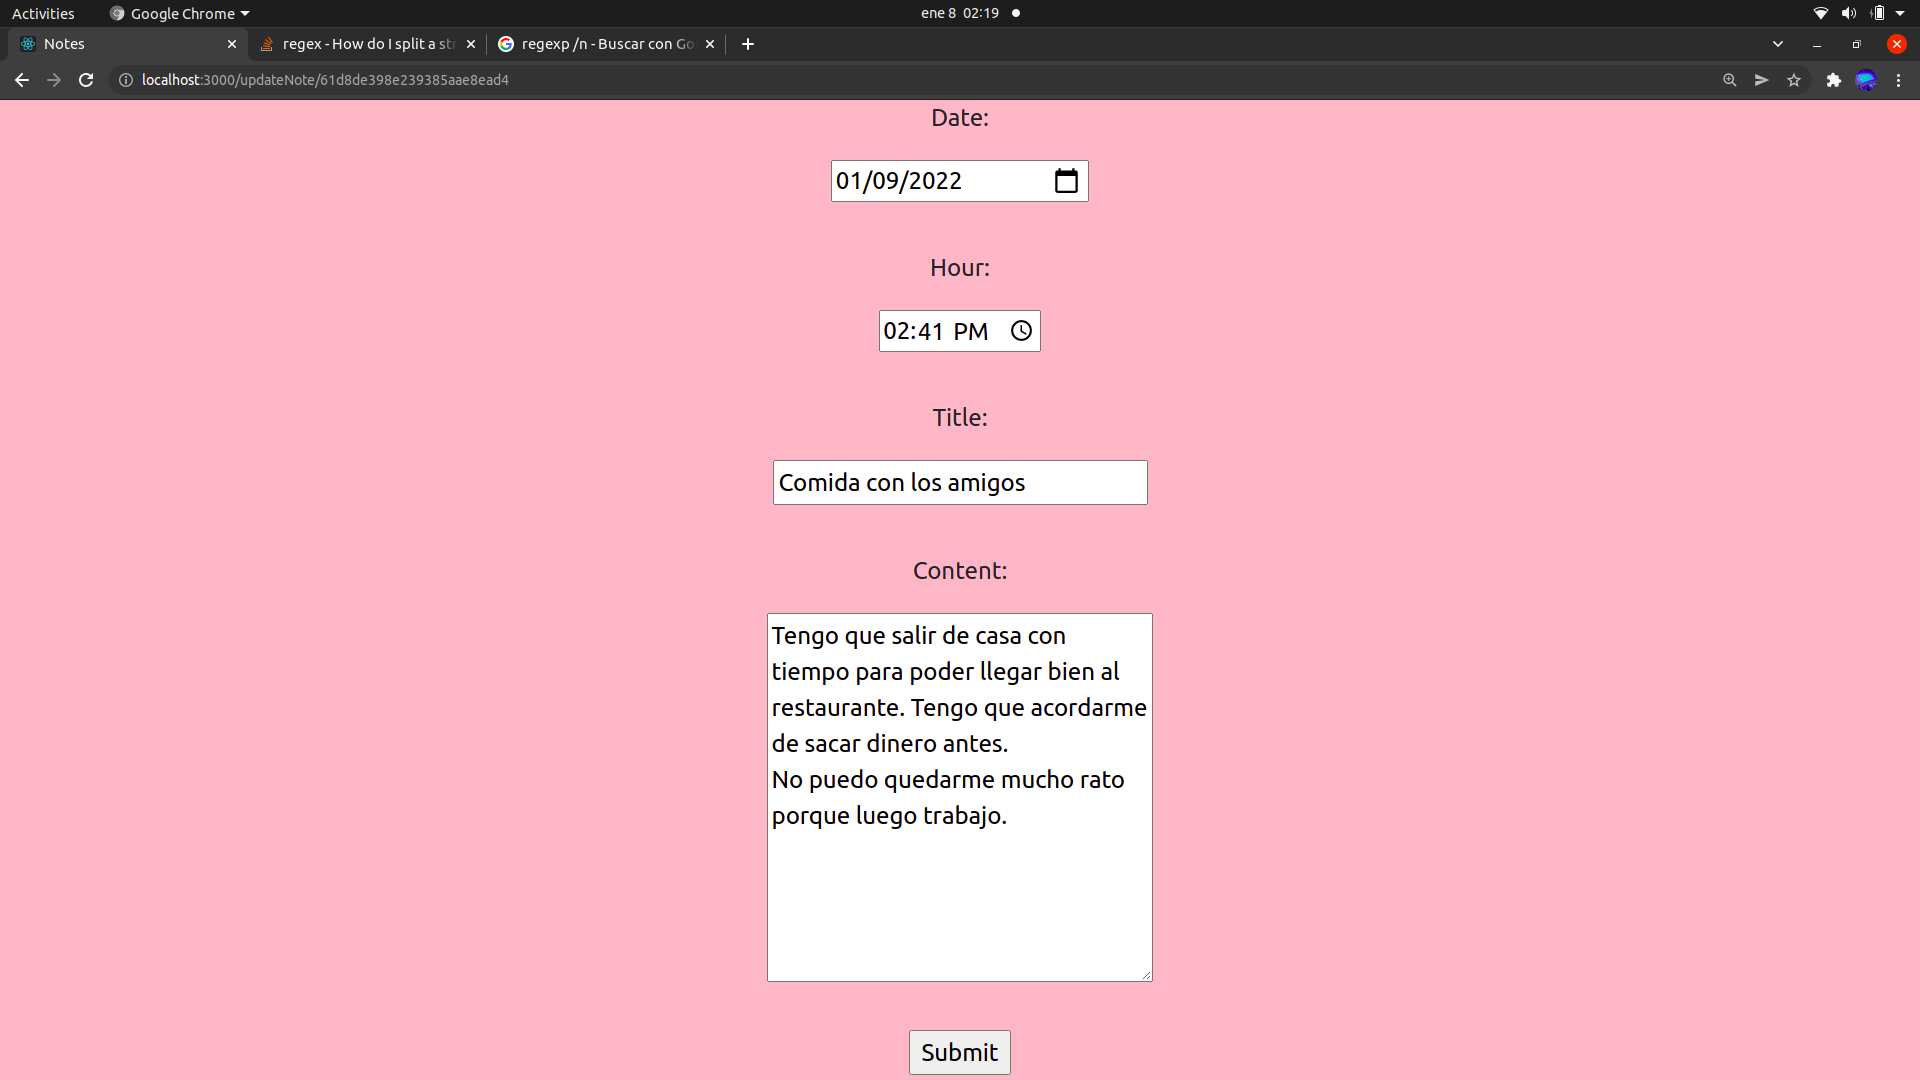 Activities
Google Chrome
ene 8 02:19
Notes
regex - How do I split a str
regexp /n - Buscar con Go
localhost:3000/updateNote/61d8de398e239385aae8ead4
Date:
01/09/2022
Hour:
02:41 PM
Title:
Comida con los amigos
Content:
Tengo que salir de casa con
tiempo para poder llegar bien al
restaurante. Tengo que acordarme
de sacar dinero antes.
No puedo quedarme mucho rato
porque luego trabajo.
Submit